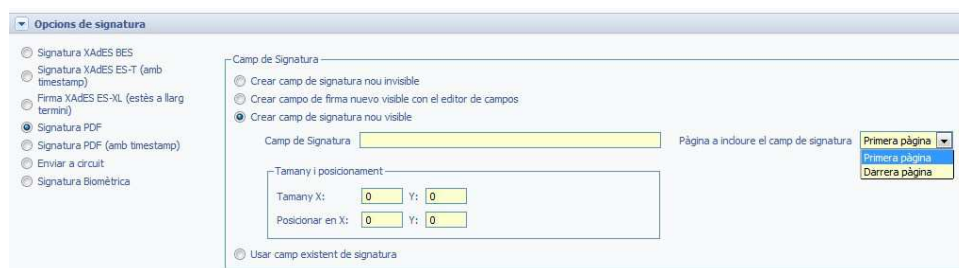 Opcions de signatura
Signatura XAdES BES
Signatura XAdES ES-T (amb
timestamp)
Firma XAdES ES-XL (estès a llarg
termini)
Signatura PDF
Signatura PDF (amb timestamp)
Enviar a circuit
Signatura Biomètrica
Camp de Signatura
Crear camp de signatura nou invisible
Crear campo de firma nuevo visible con el editor de campos
Crear camp de signatura nou visible
Camp de Signatura
Pàgina a incloure el camp de signatura
Primera pàgina
Primera pàgina
Darrera pàgina
Tamany i posicionament
Tamany X: 0 Y: 0
Posicionar en X: 0 Y: 0
Usar camp existent de signatura